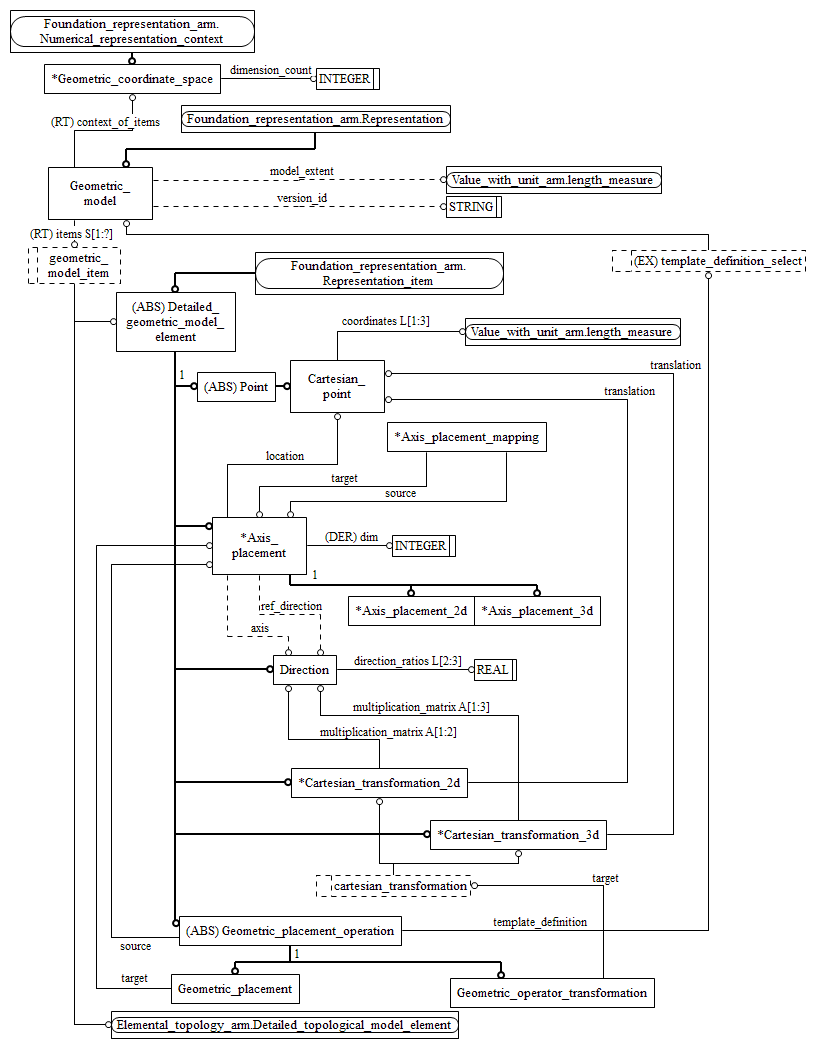 Foundation_representation_arm.
Numerical_representation_context
*Geometric_coordinate_space
dimension_count
INTEGER
(RT) context_of_items
Foundation_representation_arm.Representation
Geometric_
model
model_extent
Value_with_unit_arm.length_measure
version_id
STRING
(RT) items S[1:?]
geometric_
model_item
(EX) template_definition_select
Foundation_representation_arm.
Representation_item
(ABS) Detailed_
geometric_model_
element
coordinates L[1:3]
Value_with_unit_arm.length_measure
1
(ABS) Point
Cartesian_
point
translation
translation
*Axis_placement_mapping
location
target
source
*Axis_
placement
(DER) dim
INTEGER
1
*Axis_placement_2d
*Axis_placement_3d
ref_direction
axis
Direction
direction_ratios L[2:3]
REAL
multiplication_matrix A[1:3]
multiplication_matrix A[1:2]
*Cartesian_transformation_2d
*Cartesian_transformation_3d
cartesian_transformation
target
(ABS) Geometric_placement_operation
template_definition
source
1
target
Geometric_placement
Geometric_operator_transformation
Elemental_topology_arm.Detailed_topological_model_element